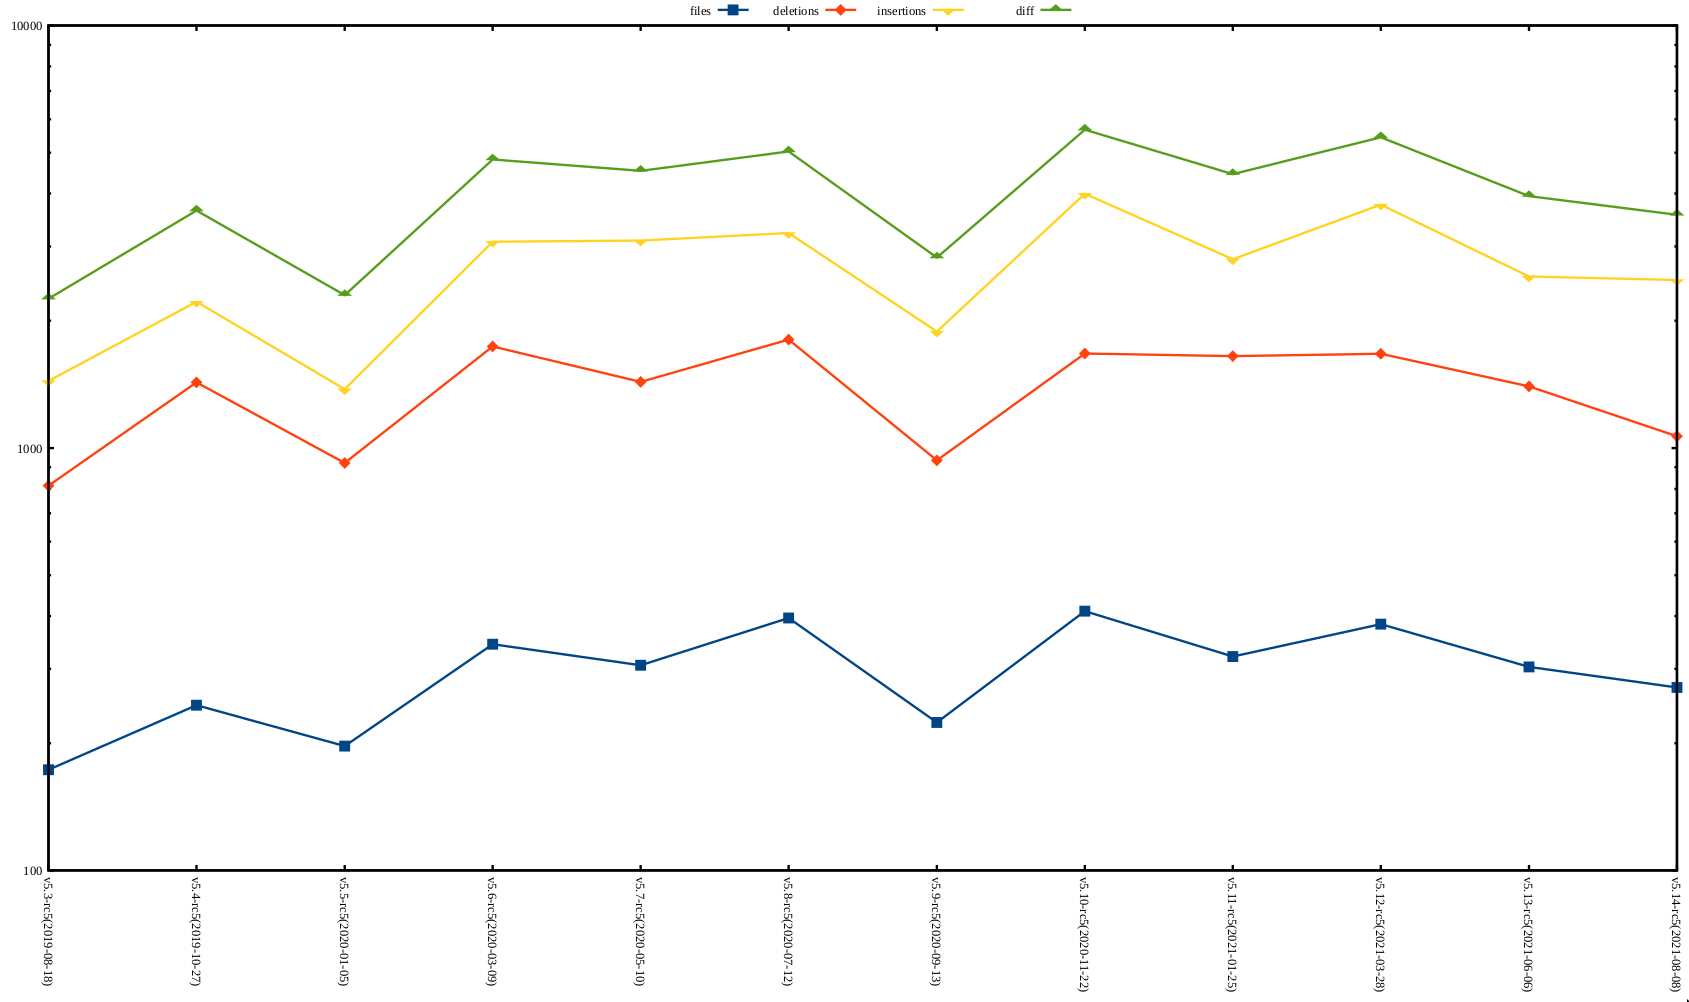 files deletions insertions diff
10000
1000
100
v5.3-rc5(2019-08-18)
v5.4-rc5(2019-10-27)
v5.5-rc5(2020-01-05)
v5.6-rc5(2020-03-09)
v5.7-rc5(2020-05-10)
v5.8-rc5(2020-07-12)
v5.9-rc5(2020-09-13)
v5.10-rc5(2020-11-22)
v5.11-rc5(2021-01-25)
v5.12-rc5(2021-03-28)
v5.13-rc5(2021-06-06)
v5.14-rc5(2021-08-08)